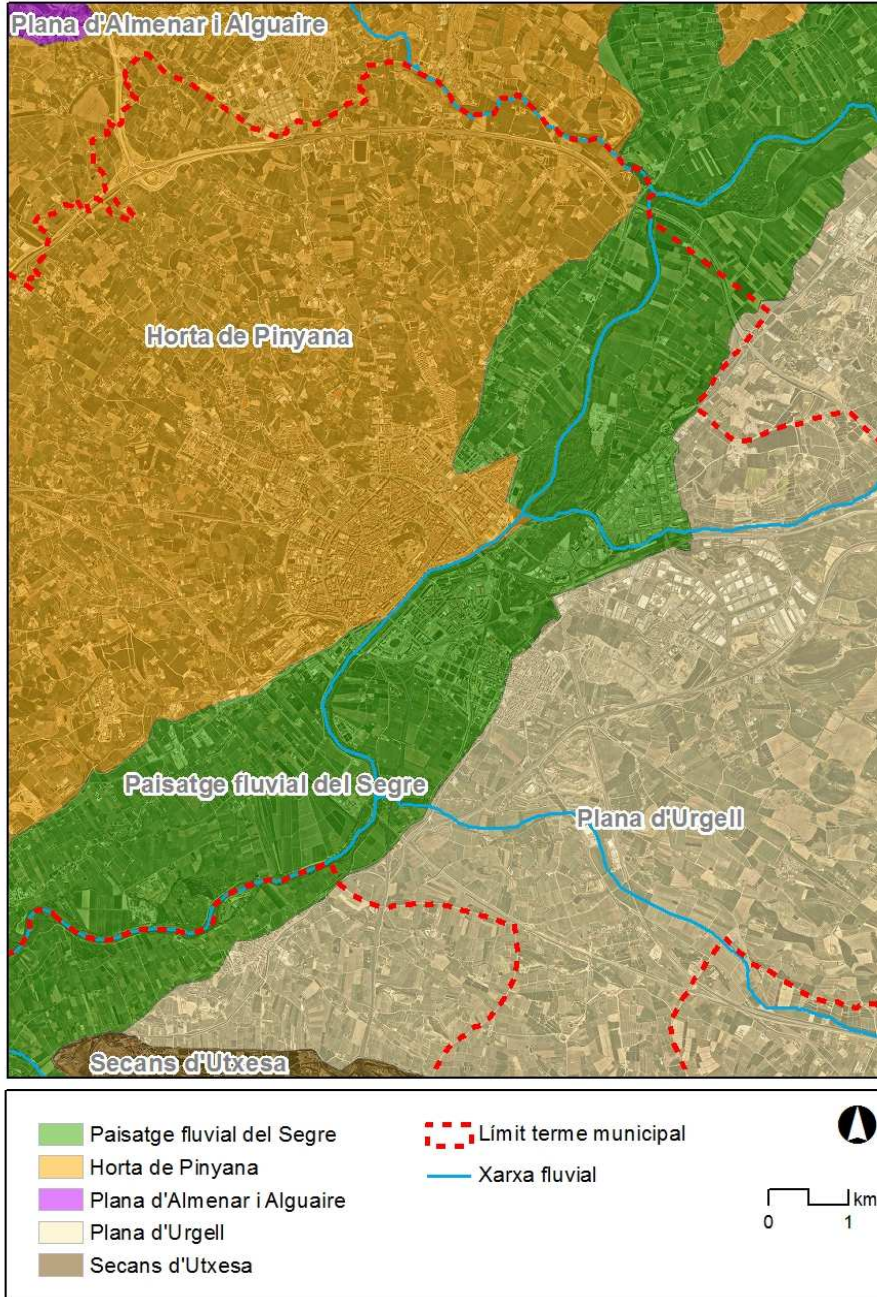 Plana d'Almenar i Alguaire
Horta de Pinyana
Paisatge fluvial del Segre
Plana d'Urgell
Secans d'Utxesa
Paisatge fluvial del Segre
Horta de Pinyana
Plana d'Almenar i Alguaire
Plana d'Urgell
Secans d'Utxesa
Límit terme municipal
Xarxa fluvial
km
0 1